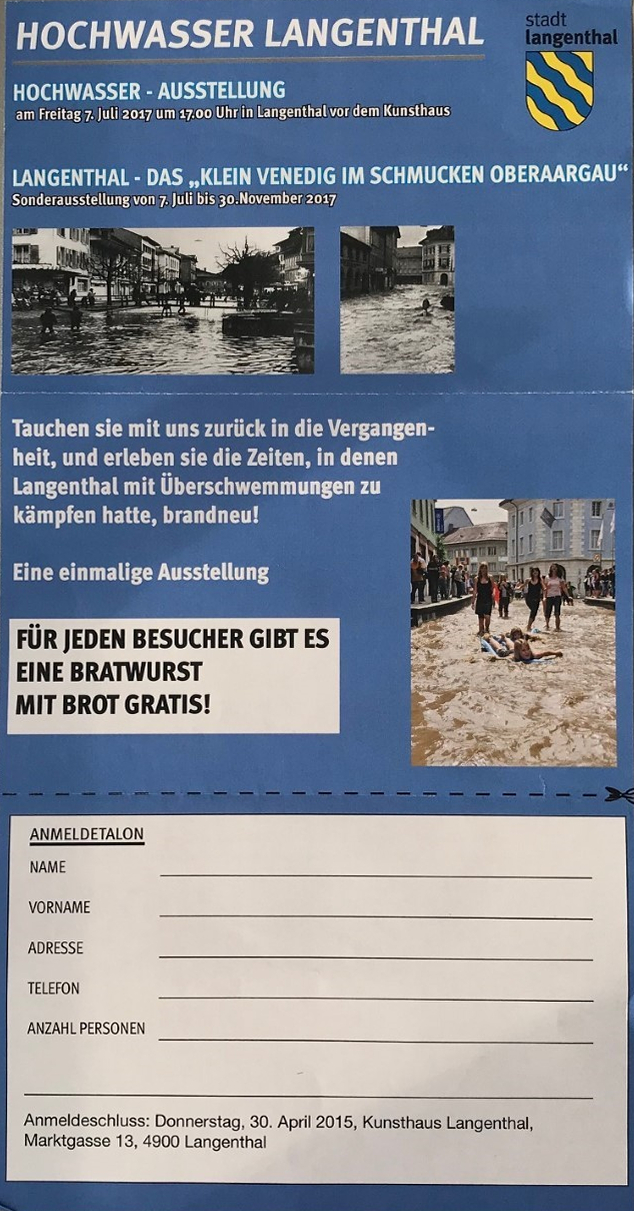 HOCHWASSER LANGENTHAL
stadt
langenthal
HOCHWASSER - AUSSTELLUNG
am Freitag 7. Juli 2017 um 17.00 Uhr in Langenthal vor dem Kunsthaus
LANGENTHAL - DAS „KLEIN VENEDIG IM SCHMUCKEN OBERAARGAU“
Sonderausstellung von 7. Juli bis 30.November 2017
Tauchen sie mit uns zurück in die Vergangen-
heit, und erleben sie die Zeiten, in denen
Langenthal mit Überschwemmungen zu
kämpfen hatte, brandneu!
Eine einmalige Ausstellung
FÜR JEDEN BESUCHER GIBT ES
EINE BRATWURST
MIT BROT GRATIS!
ANMELDETALON
NAME
VORNAME
ADRESSE
TELEFON
ANZAHL PERSONEN
Anmeldeschluss: Donnerstag, 30. April 2015, Kunsthaus Langenthal,
Marktgasse 13, 4900 Langenthal